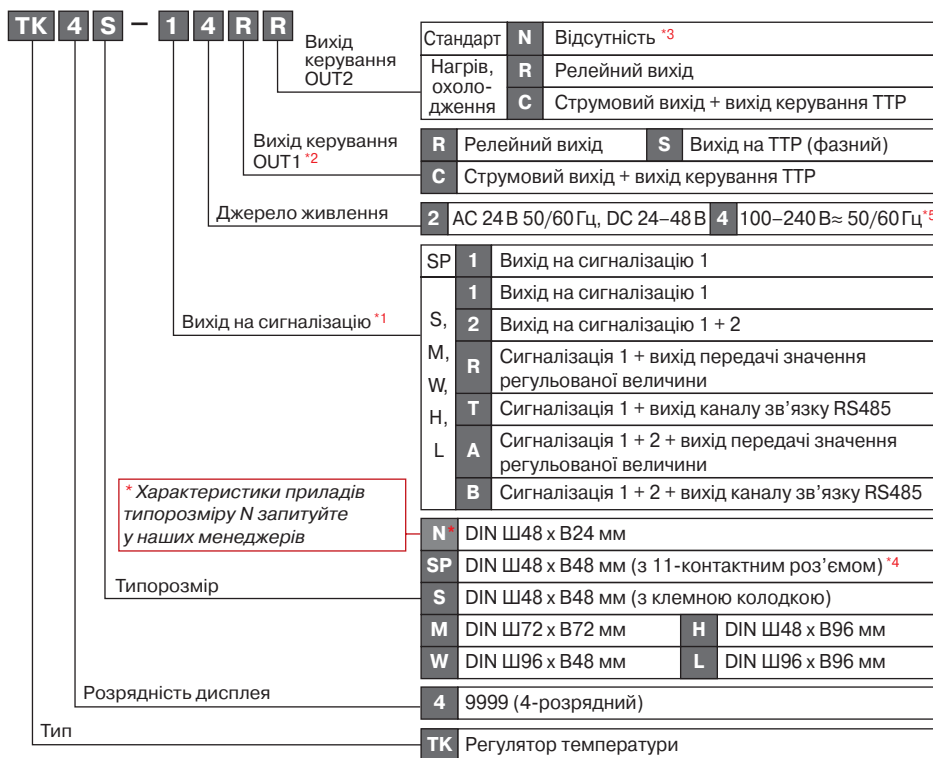 TK 4 S – 1 4 R R
Вихід
керування
OUT2
Стандарт N Відсутність *3
Нагрів,
охоло-
дження
R Релейний вихід
C Струмовий вихід + вихід керування ТТР
Вихід керування
OUT1 *2
R Релейний вихід S Вихід на ТТР (фазний)
C Струмовий вихід + вихід керування ТТР
Джерело живлення
2 AC 24 В 50/60 Гц, DC 24–48 В 4 100–240 В≈ 50/60 Гц*5
Вихід на сигналізацію *1
SP 1 Вихід на сигналізацію 1
S,
M,
W,
H,
L
1 Вихід на сигналізацію 1
2 Вихід на сигналізацію 1 + 2
R Сигналізація 1 + вихід передачі значення
регульованої величини
T Сигналізація 1 + вихід каналу зв’язку RS485
A Сигналізація 1 + 2 + вихід передачі значення
регульованої величини
B Сигналізація 1 + 2 + вихід каналу зв’язку RS485
* Характеристики приладів
типорозміру N запитуйте
у наших менеджерів
Типорозмір
N* DIN Ш48 x В24 мм
SP DIN Ш48 x В48 мм (з 11-контактним роз’ємом) *4
S DIN Ш48 x В48 мм (з клемною колодкою)
M DIN Ш72 x В72 мм H DIN Ш48 x В96 мм
W DIN Ш96 x В48 мм L DIN Ш96 x В96 мм
Розрядність дисплея
4 9999 (4-розрядний)
Тип
TK Регулятор температури